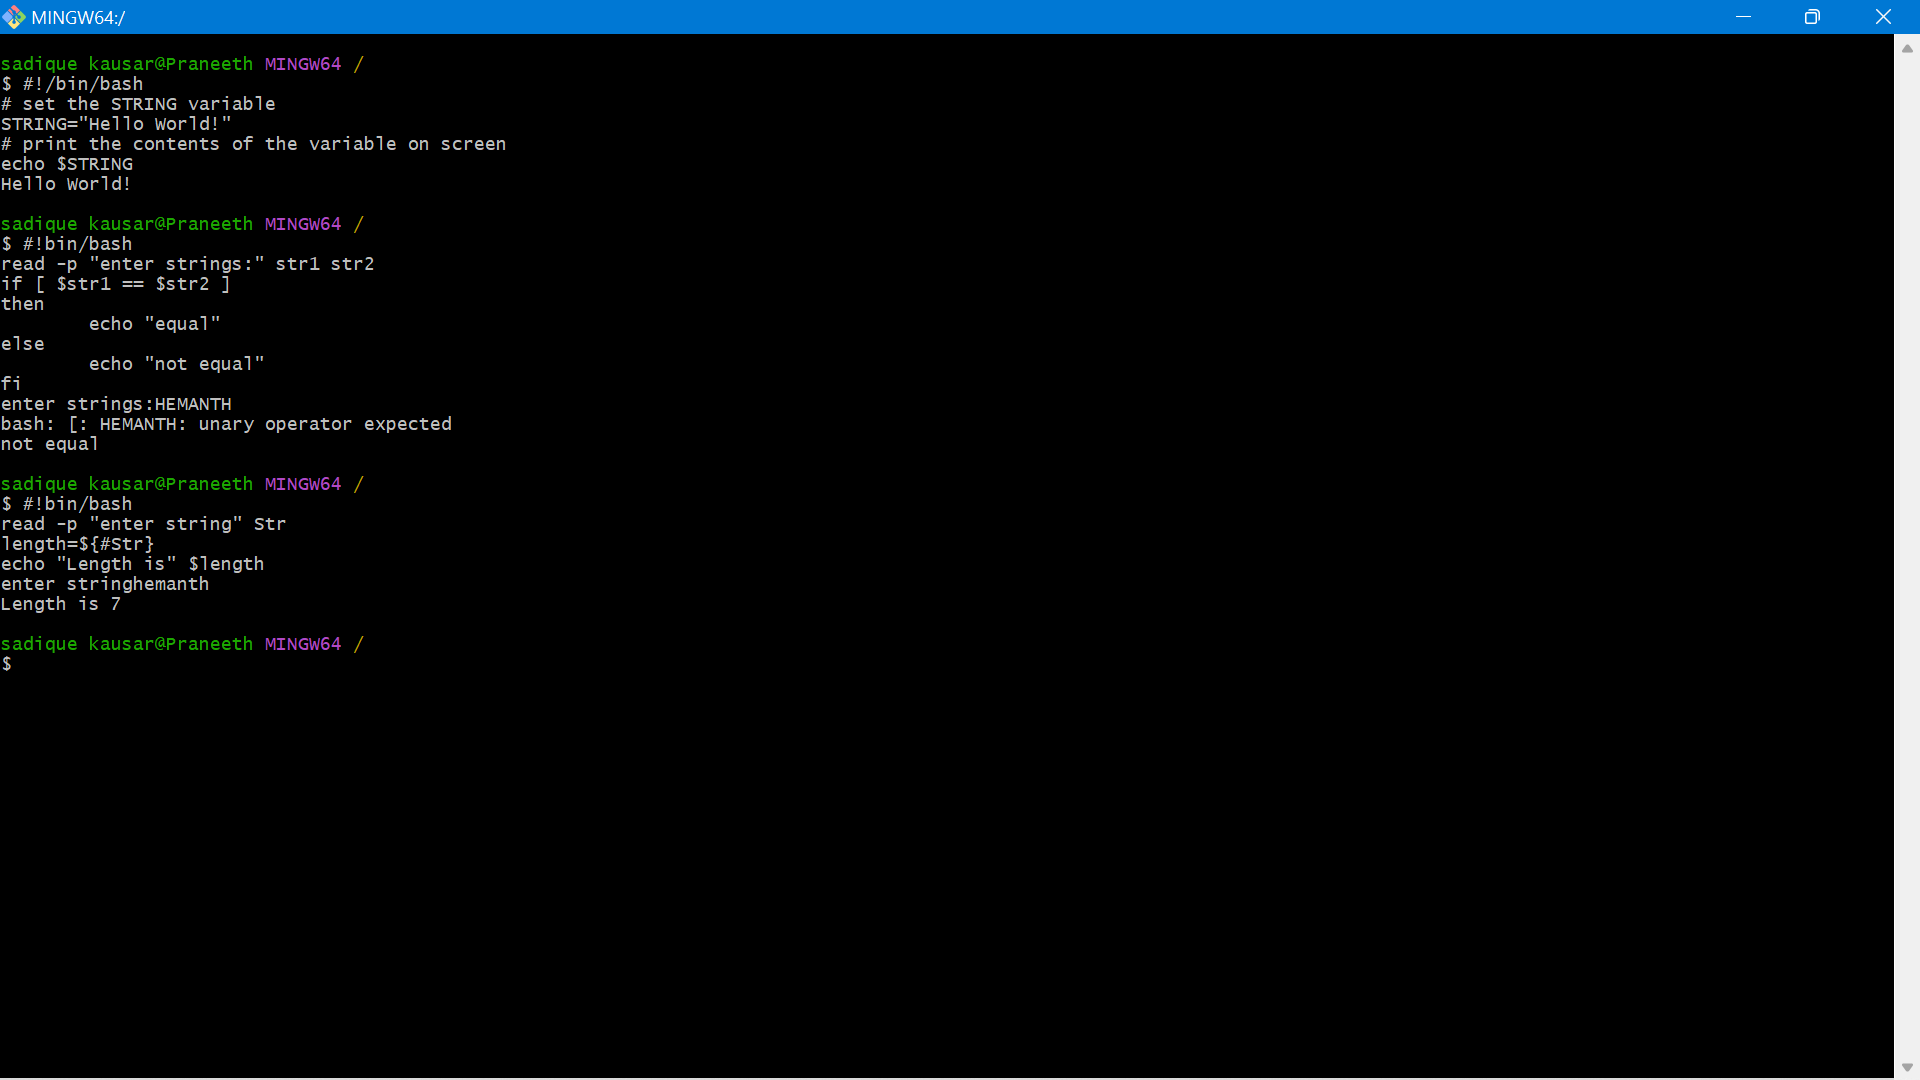 MINGW64:/
sadique kausar@Praneeth MINGW64 /
$ #!/bin/bash
# set the STRING variable
STRING="Hello World!"
# print the contents of the variable on screen
echo $STRING
Hello World!
sadique kausar@Praneeth MINGW64 /
$ #!bin/bash
read -p "enter strings:" str1 str2
if [ $str1 == $str2 ]
then
        echo "equal"
else
        echo "not equal"
fi
enter strings:HEMANTH
bash: [: HEMANTH: unary operator expected
not equal
sadique kausar@Praneeth MINGW64 /
$ #!bin/bash
read -p "enter string" Str
length=${#Str}
echo "Length is" $length
enter stringhemanth
Length is 7
sadique kausar@Praneeth MINGW64 /
$